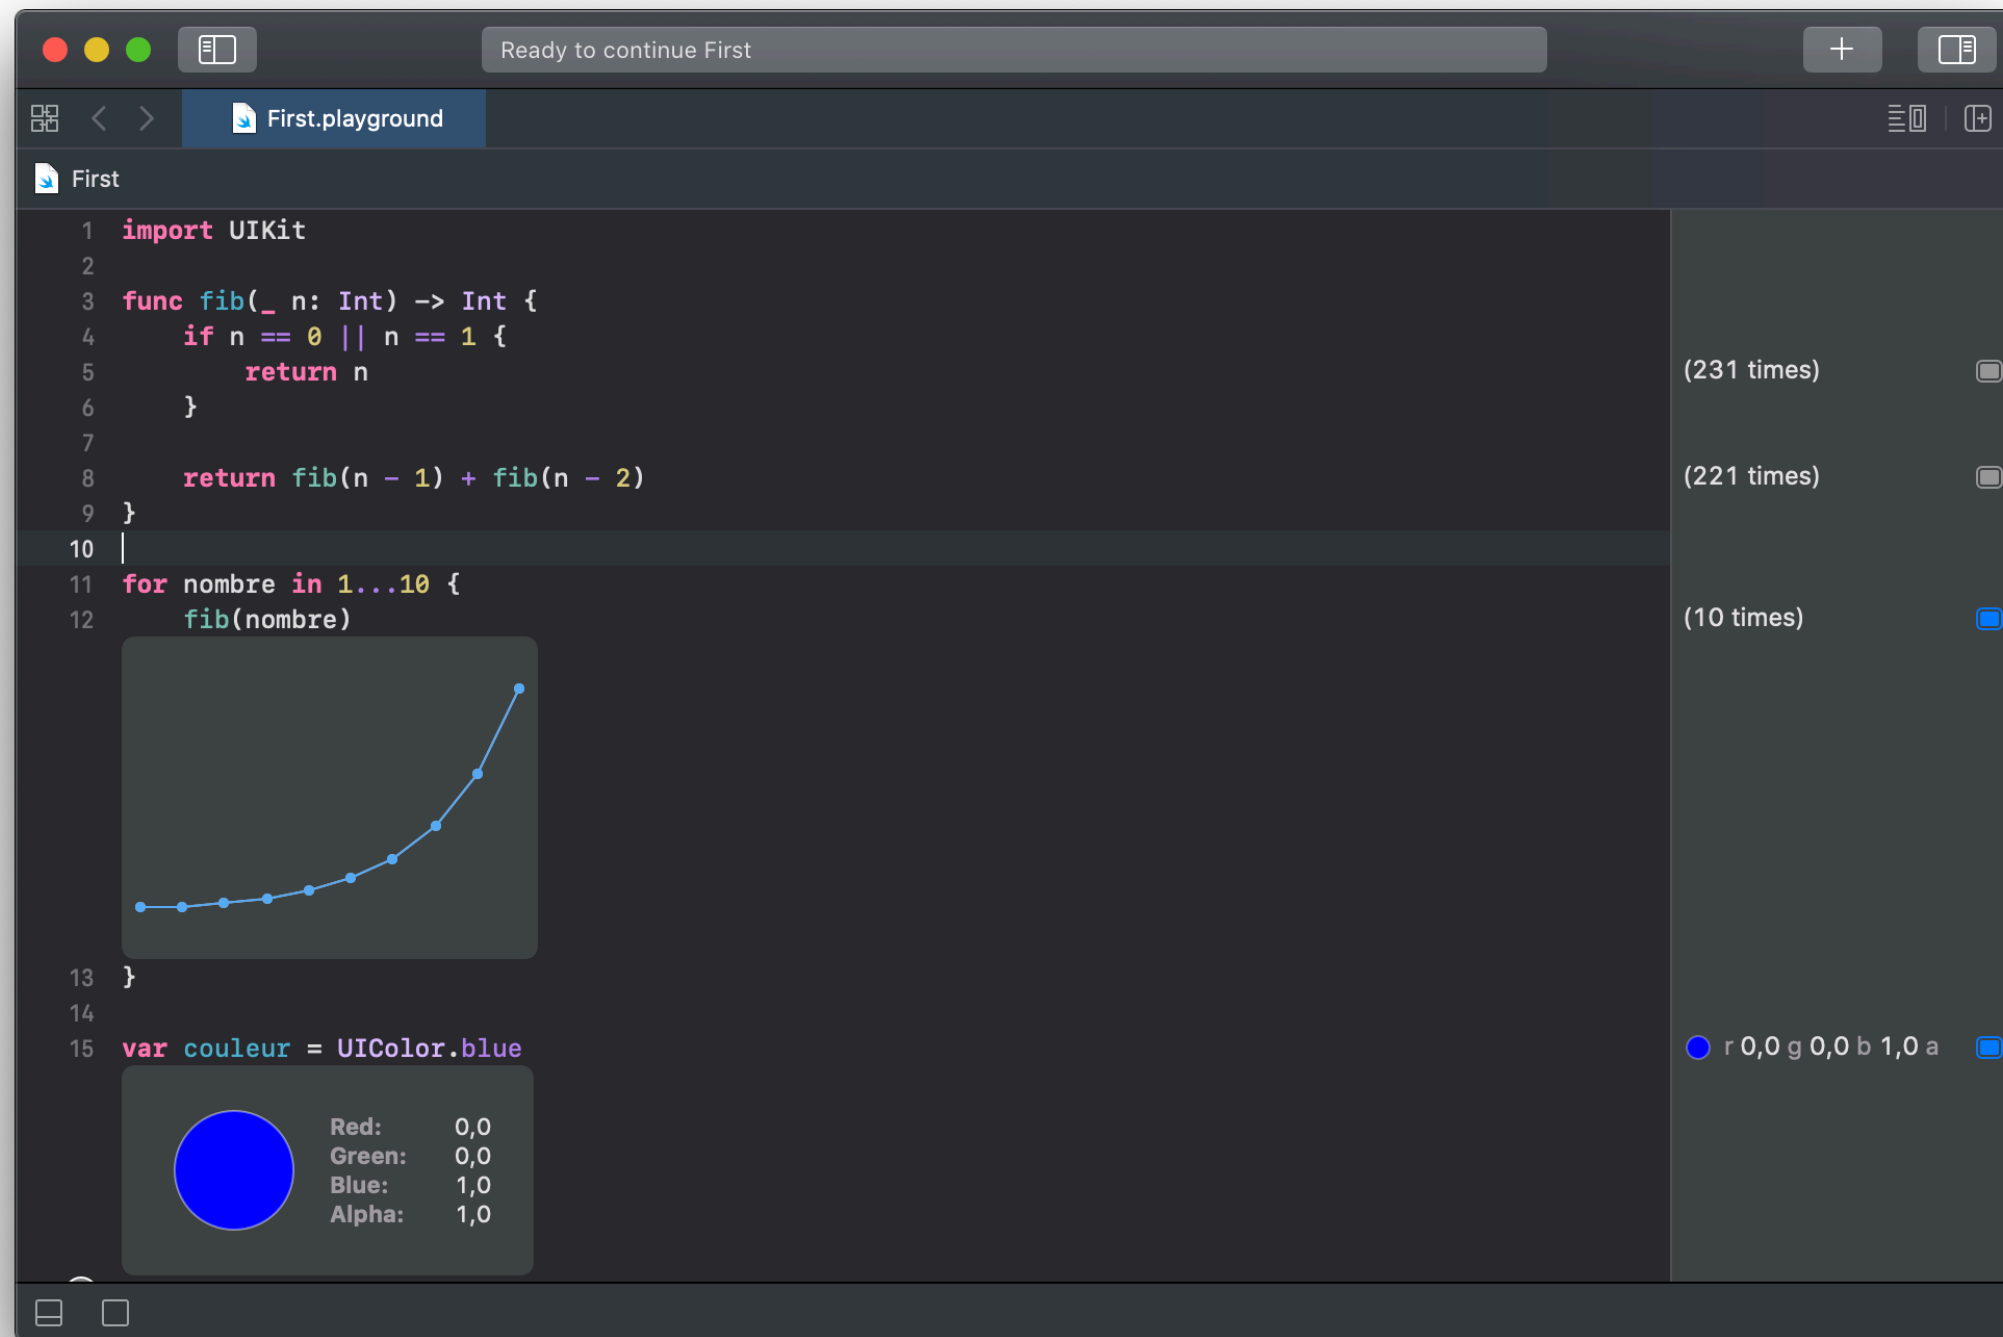 Ready to continue First
First.playground
First
1 import UIKit
2
3 func fib(_ n: Int) -> Int {
4 if n == 0 || n == 1 {
5 return n
(231 times)
6 }
7
8 return fib(n - 1) + fib(n - 2)
(221 times)
9 }
10
11 for nombre in 1...10 {
12 fib(nombre)
(10 times)
13 }
14
15 var couleur = UIColor.blue
r 0,0 g 0,0 b 1,0 a
Red: 0,0
Green: 0,0
Blue: 1,0
Alpha: 1,0